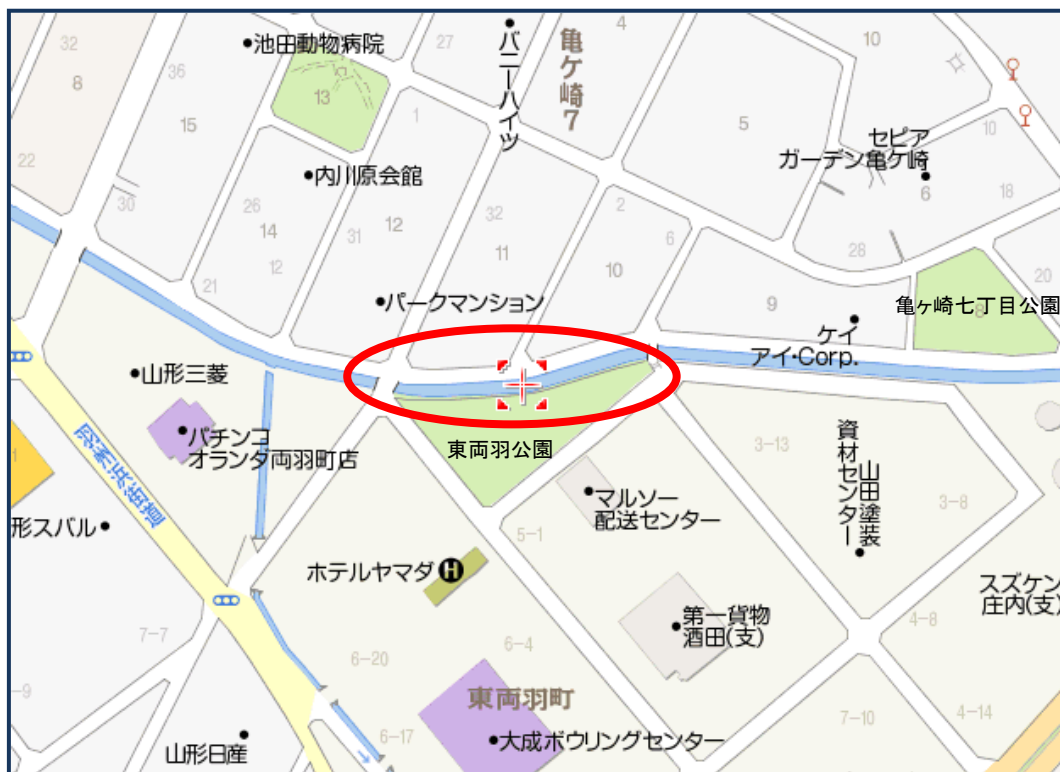 32
8
池田動物病院
27
バニーハイツ
亀ケ崎7
4
10
36
13
1
15
5
10
セピア
ガーデン亀ケ崎
22
内川原会館
6
18
30
26
14
12
31
12
32
11
2
10
6
28
20
21
パークマンション
9
亀ヶ崎七丁目公園
8
ケイ
アイ・Corp.
山形三菱
パチンコ
オランダ両羽町店
東両羽公園
3-13
資材センター
山田塗装
羽州浜街道
形スバル
マルソー
配送センター
3-8
5-1
ホテルヤマダ
H
スズケン
庄内(支)
第一貨物
酒田(支)
4-8
7-7
6-20
6-4
-9
東両羽町
7-10
4-14
6-17
山形日産
大成ボウリングセンター